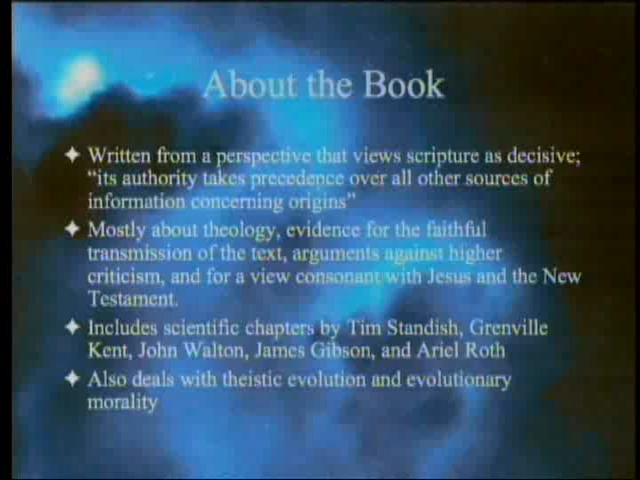 About the Book
Written from a perspective that views scripture as decisive;
“its authority takes precedence over all other sources of
information concerning origins”
Mostly about theology, evidence for the faithful
transmission of the text, arguments against higher
criticism, and for a view consonant with Jesus and the New
Testament.
Includes scientific chapters by Tim Standish, Grenville
Kent, John Walton, James Gibson, and Ariel Roth
Also deals with theistic evolution and evolutionary
morality